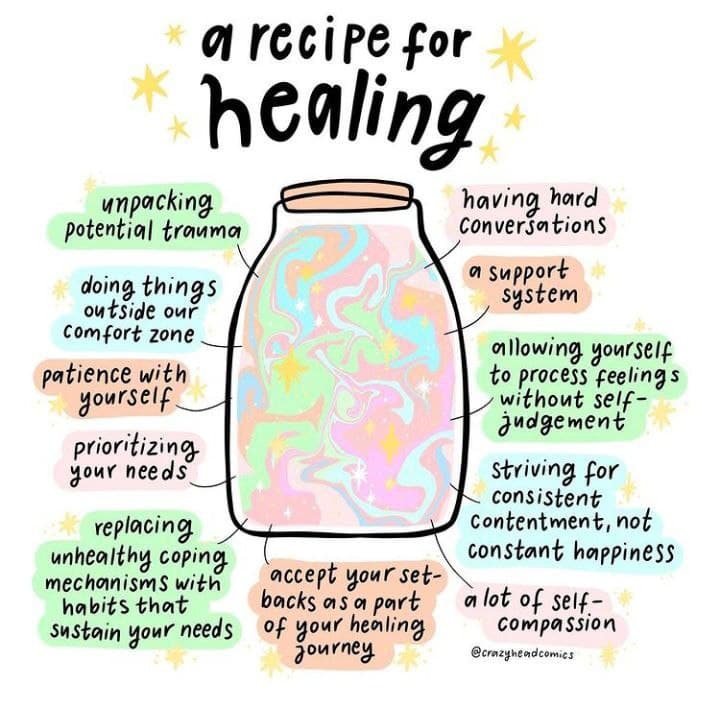 a recipe for
healing
unpacking
potential trauma
doing things
outside our
comfort zone
patience with
yourself
prioritizing
your needs
replacing
unhealthy coping
mechanisms with
habits that
sustain your needs
accept your set-
backs as a part
of your healing
journey
having hard
conversations
a support
system
allowing yourself
to process feelings
without self-
judgement
striving for
consistent
contentment, not
constant happiness
a lot of self-
compassion
@crazyheadcomics